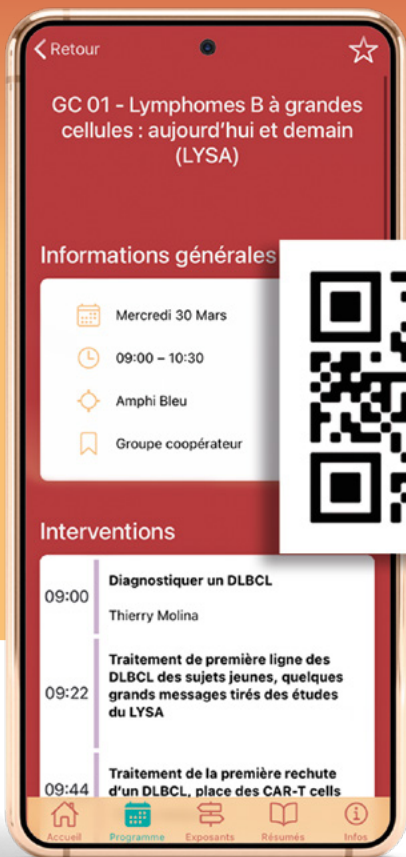 Retour
GC 01 - Lymphomes B à grandes
cellules : aujourd'hui et demain
(LYSA)
Informations générales
Mercredi 30 Mars
09:00 – 10:30
Amphi Bleu
Groupe coopérateur
Interventions
09:00
Diagnostiquer un DLBCL
Thierry Molina
09:22
Traitement de première ligne des
DLBCL des sujets jeunes, quelques
grands messages tirés des études
du LYSA
09:44
Traitement de la première rechute
d'un DLBCL, place des CAR-T cells
Accueil
Programme
Exposants
Résumés
Infos